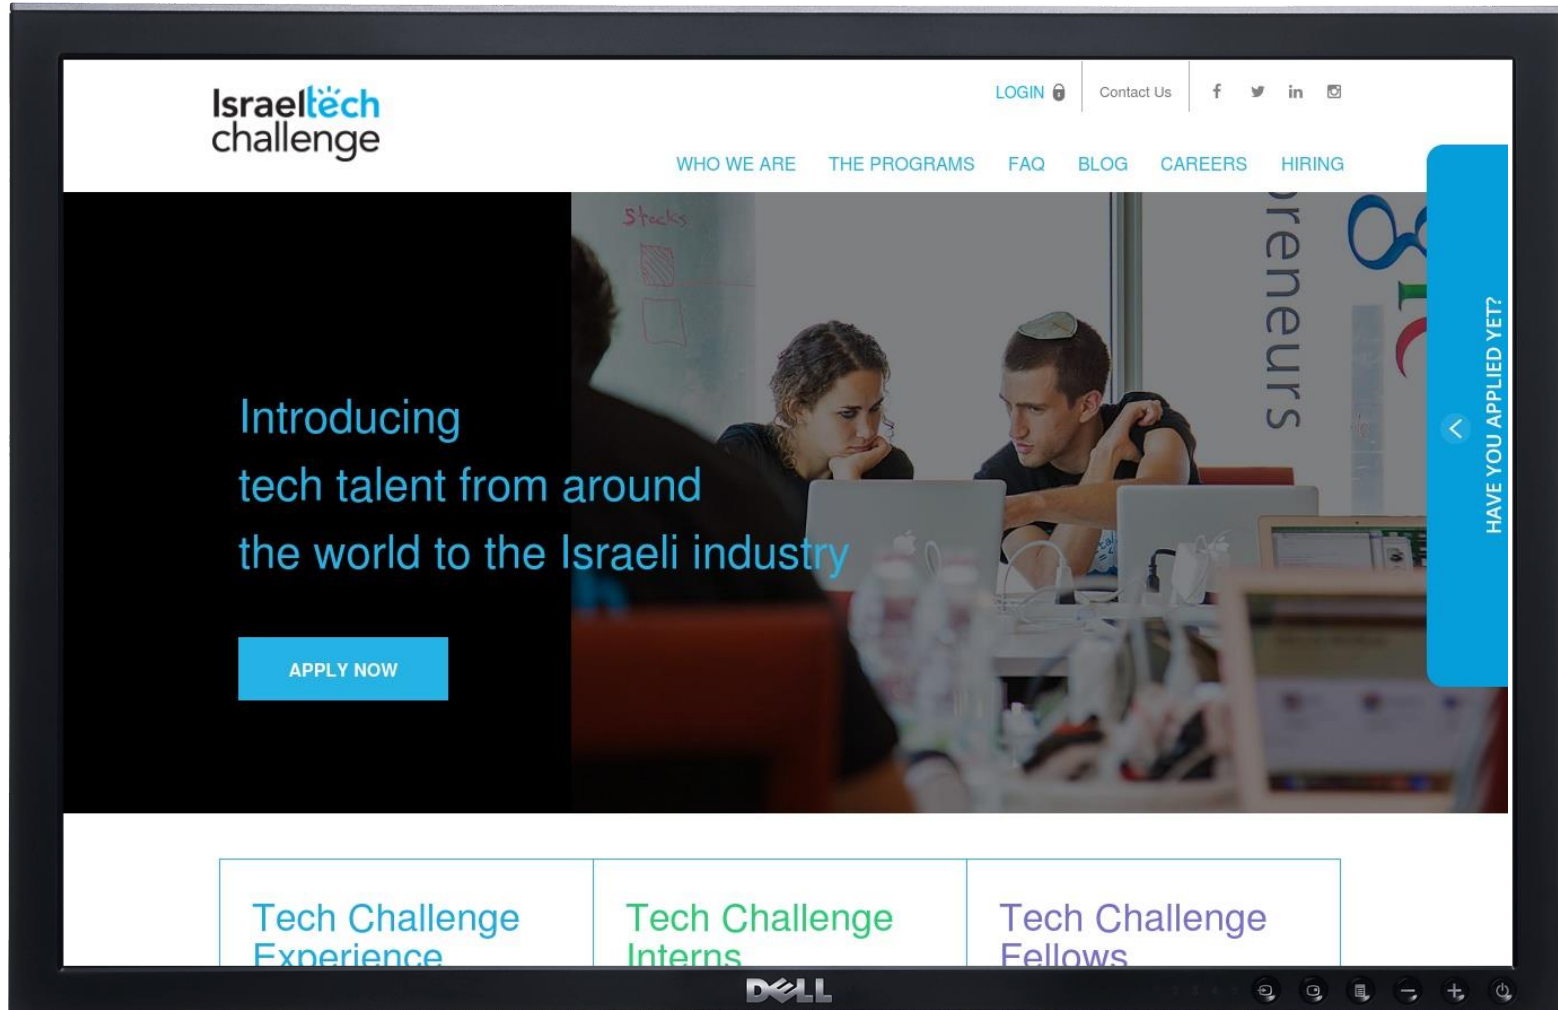 Israeltech
challenge
LOGIN
Contact Us
WHO WE ARE THE PROGRAMS FAQ BLOG CAREERS HIRING
Stacks
preneurs
HAVE YOU APPLIED YET?
Introducing
tech talent from around
the world to the Israeli industry
APPLY NOW
Tech Challenge
Experience
Tech Challenge
Interns
Tech Challenge
Fellows
DELL